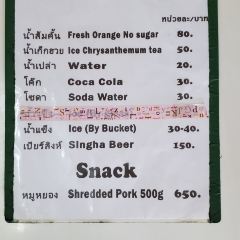 หน่วยละ/บาท
น้ำส้มคั้น Fresh Orange No sugar 80.
น้ำเก๊กฮวย Ice Chrysanthemum tea 50.
น้ำเปล่า Water 20.
โค๊ก Coca Cola 30.
โซดา Soda Water 30.
น้ำแข็ง Ice (By Bucket) 30-40.
เบียร์สิงห์ Singha Beer 150.
Snack
หมูหยอง Shredded Pork 500g 650.